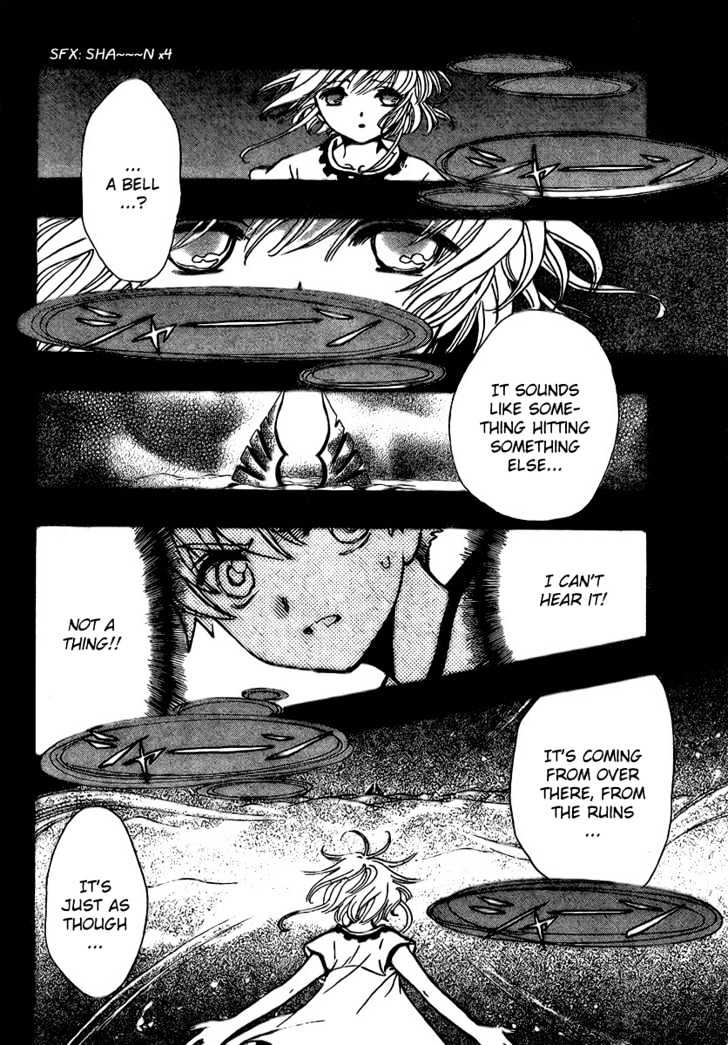 SFX: SHA~~~N x4
...
A BELL
...?
IT SOUNDS
LIKE SOME-
THING HITTING
SOMETHING
ELSE...
I CAN'T
HEAR IT!
NOT A
THING!!
IT'S COMING
FROM OVER
THERE, FROM
THE RUINS
...
IT'S
JUST AS
THOUGH
...